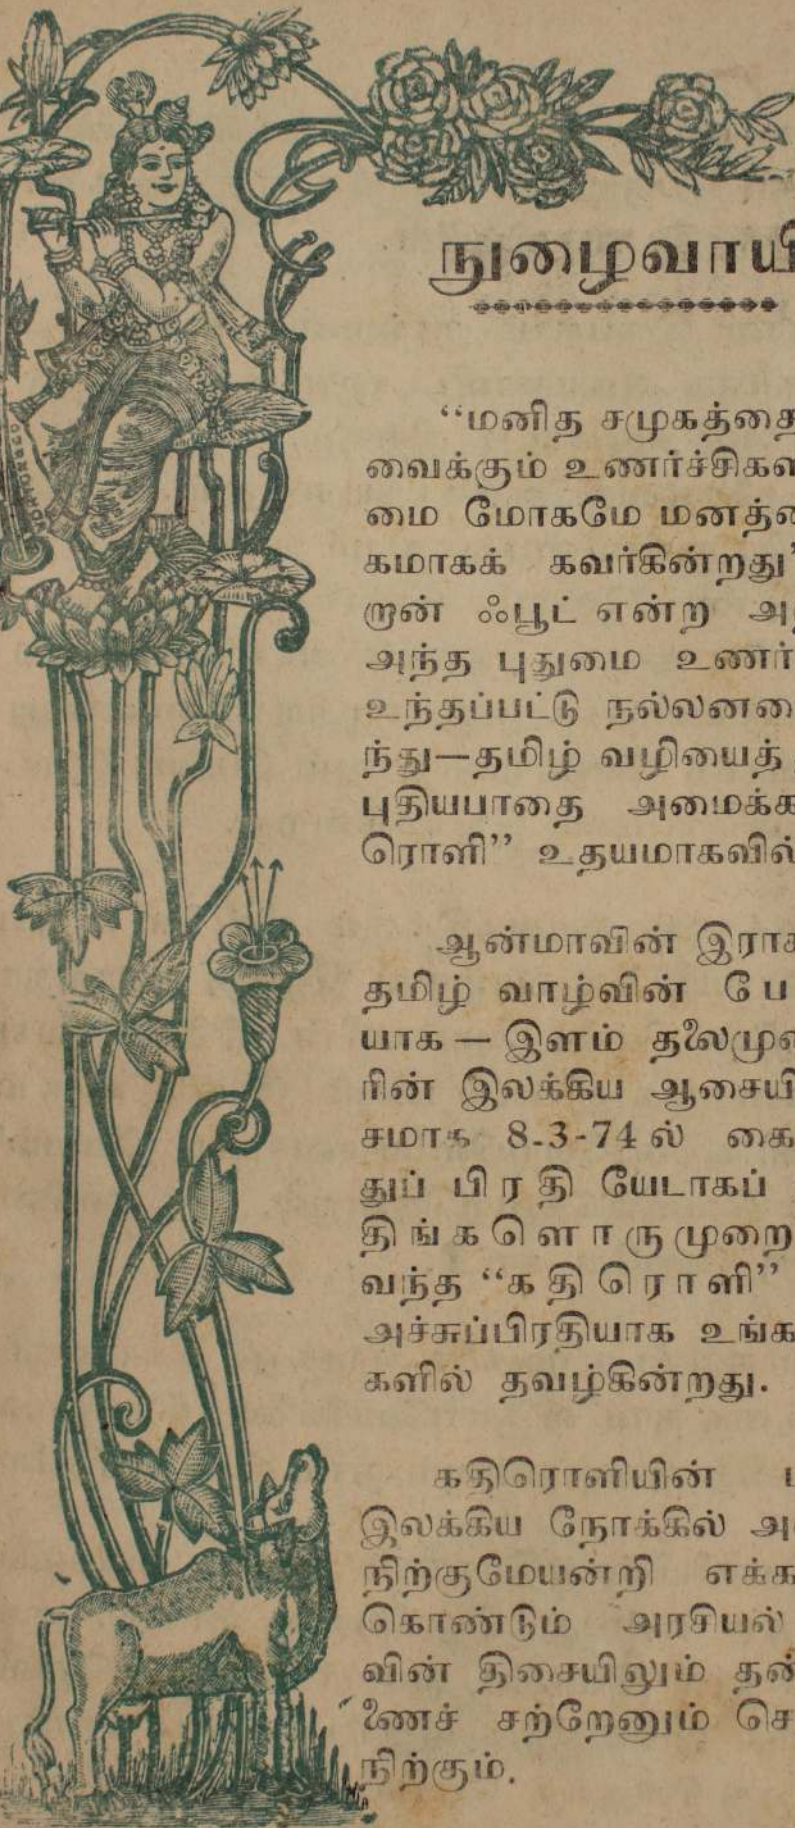 நுழைவாயி
“மனித சமுகத்தை
வைக்கும் உணர்ச்சிகள
மை மோகமே மனத்
கமாகக் கவர்கின்றது”
றன் ஃபூட் என்ற அ
அந்த புதுமை உணர்
உந்தப்பட்டு நல்லன
ந்து—தமிழ் வழியைத்
புதியபாதை அமைக்க
ரொளி” உதயமாகவில்
ஆன்மாவின் இராக
தமிழ் வாழ்வின் பே
யாக — இளம் தலைமு
ரின் இலக்கிய ஆசையி
சமாக 8-3-74 ல் கை
துப் பிரதி யேடாகப்
திங்களொருமுறை
வந்த “கதிரொளி”
அச்சுப்பிரதியாக உங்க
களில் தவழ்கின்றது.
கதிரொளியின்
இலக்கிய நோக்கில் அ
நிற்குமேயன்றி எக்க
கொண்டும் அரசியல்
வின் திசையிலும் தன்
ணைச் சற்றேனும் செ
நிற்கும்.